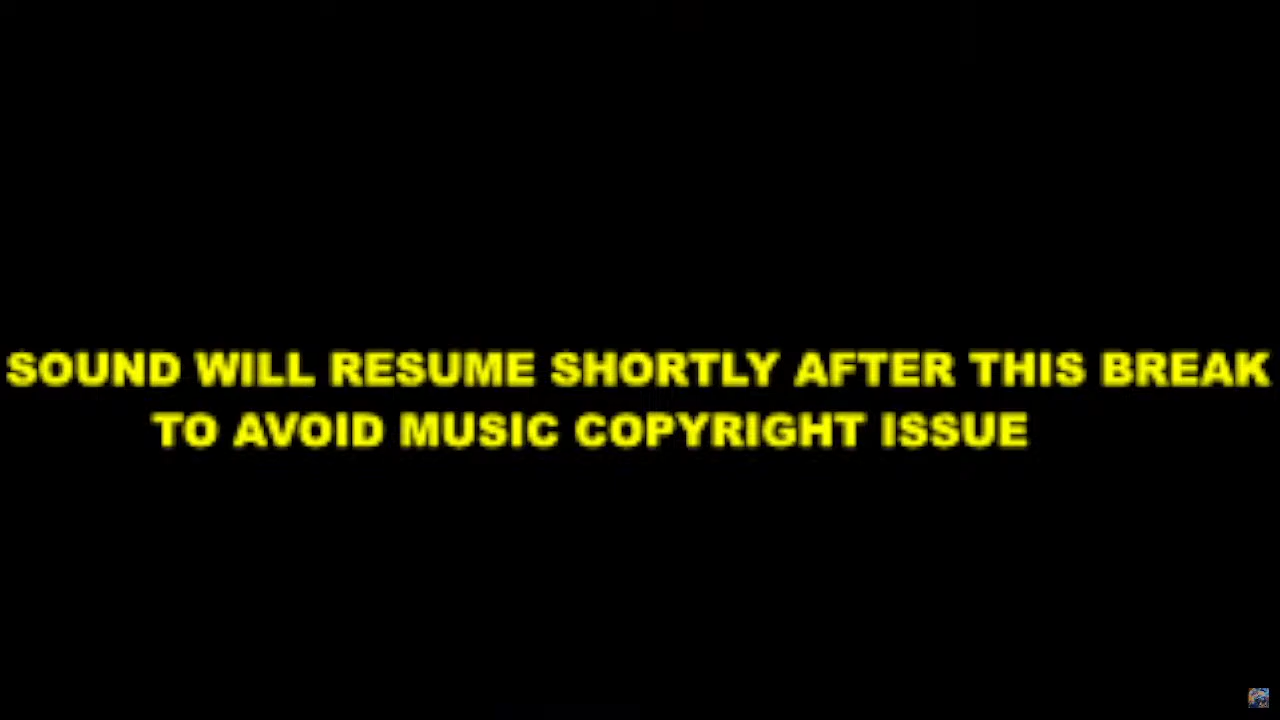 SOUND WILL RESUME SHORTLY AFTER THIS BREAK
TO AVOID MUSIC COPYRIGHT ISSUE